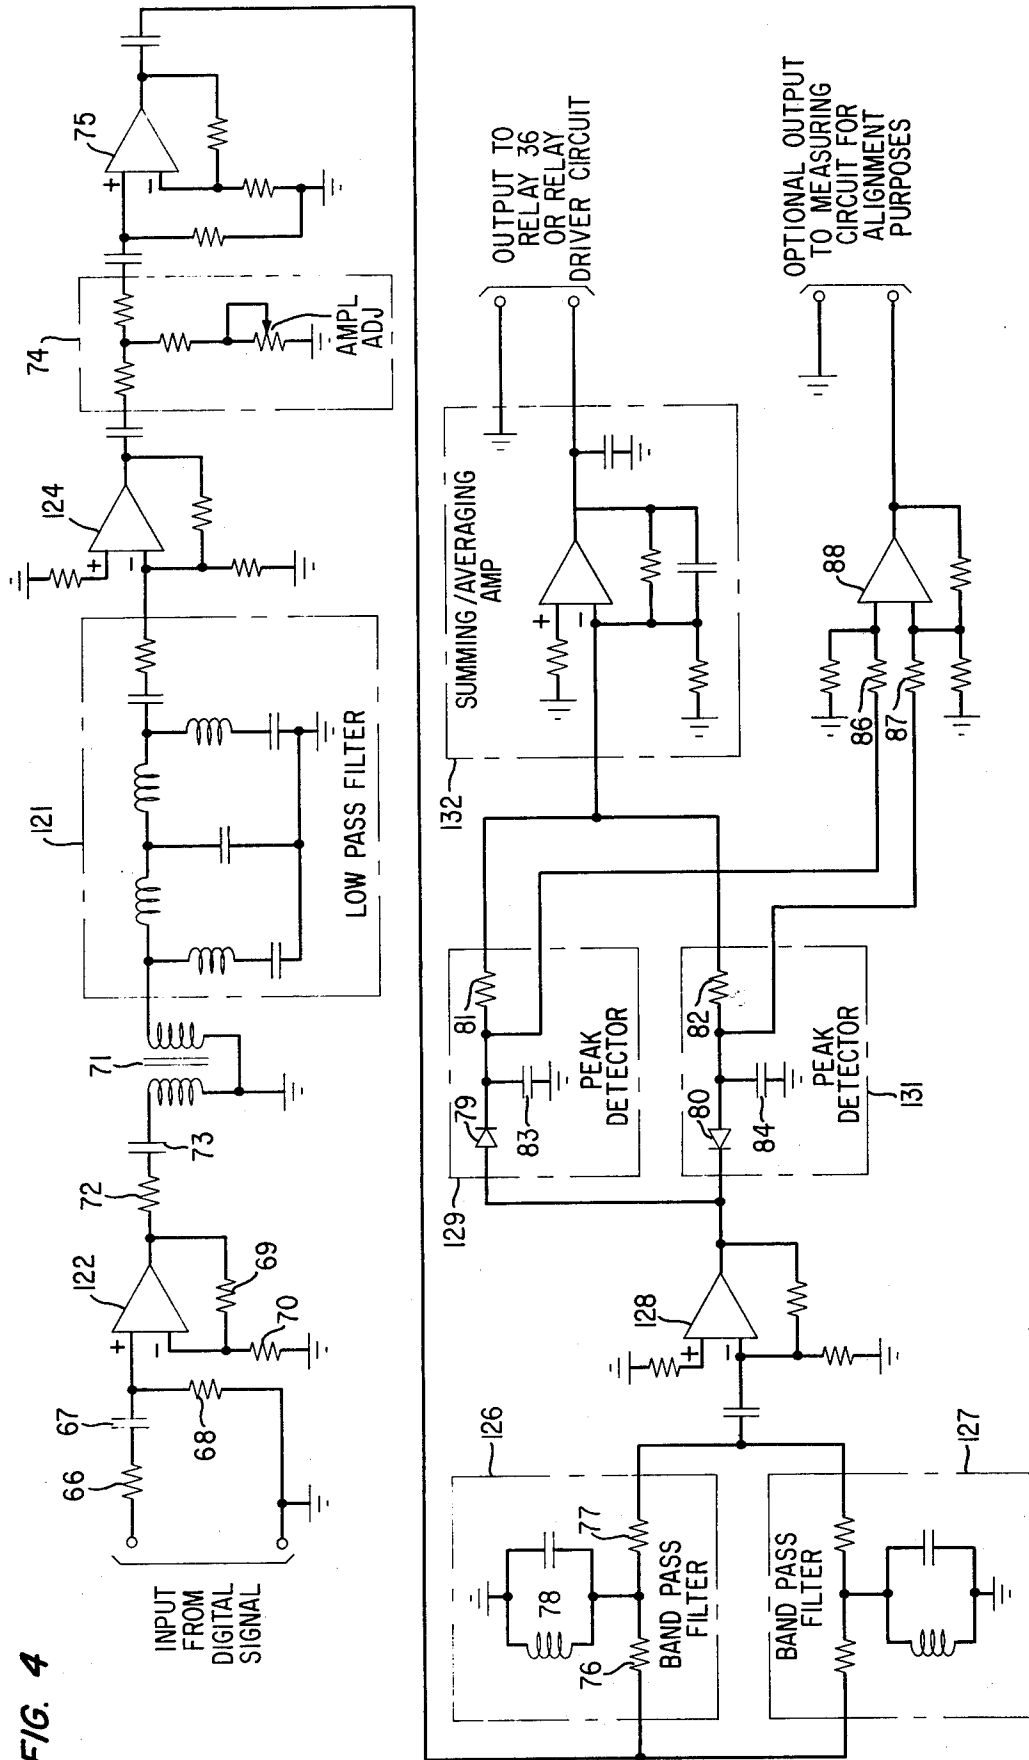 FIG. 4
INPUT
FROM
DIGITAL
SIGNAL
66
67
68
122
+
–
69
70
72
73
71
121
LOW PASS FILTER
124
+
–
74
AMPL
ADJ
75
+
–
126
76
77
78
BAND PASS
FILTER
127
BAND PASS
FILTER
128
+
–
129
79
83
81
PEAK
DETECTOR
80
84
82
PEAK
DETECTOR
131
132
SUMMING/AVERAGING
AMP
+
–
OUTPUT TO
RELAY 36
OR RELAY
DRIVER CIRCUIT
86
87
88
OPTIONAL OUTPUT
TO MEASURING
CIRCUIT FOR
ALIGNMENT
PURPOSES